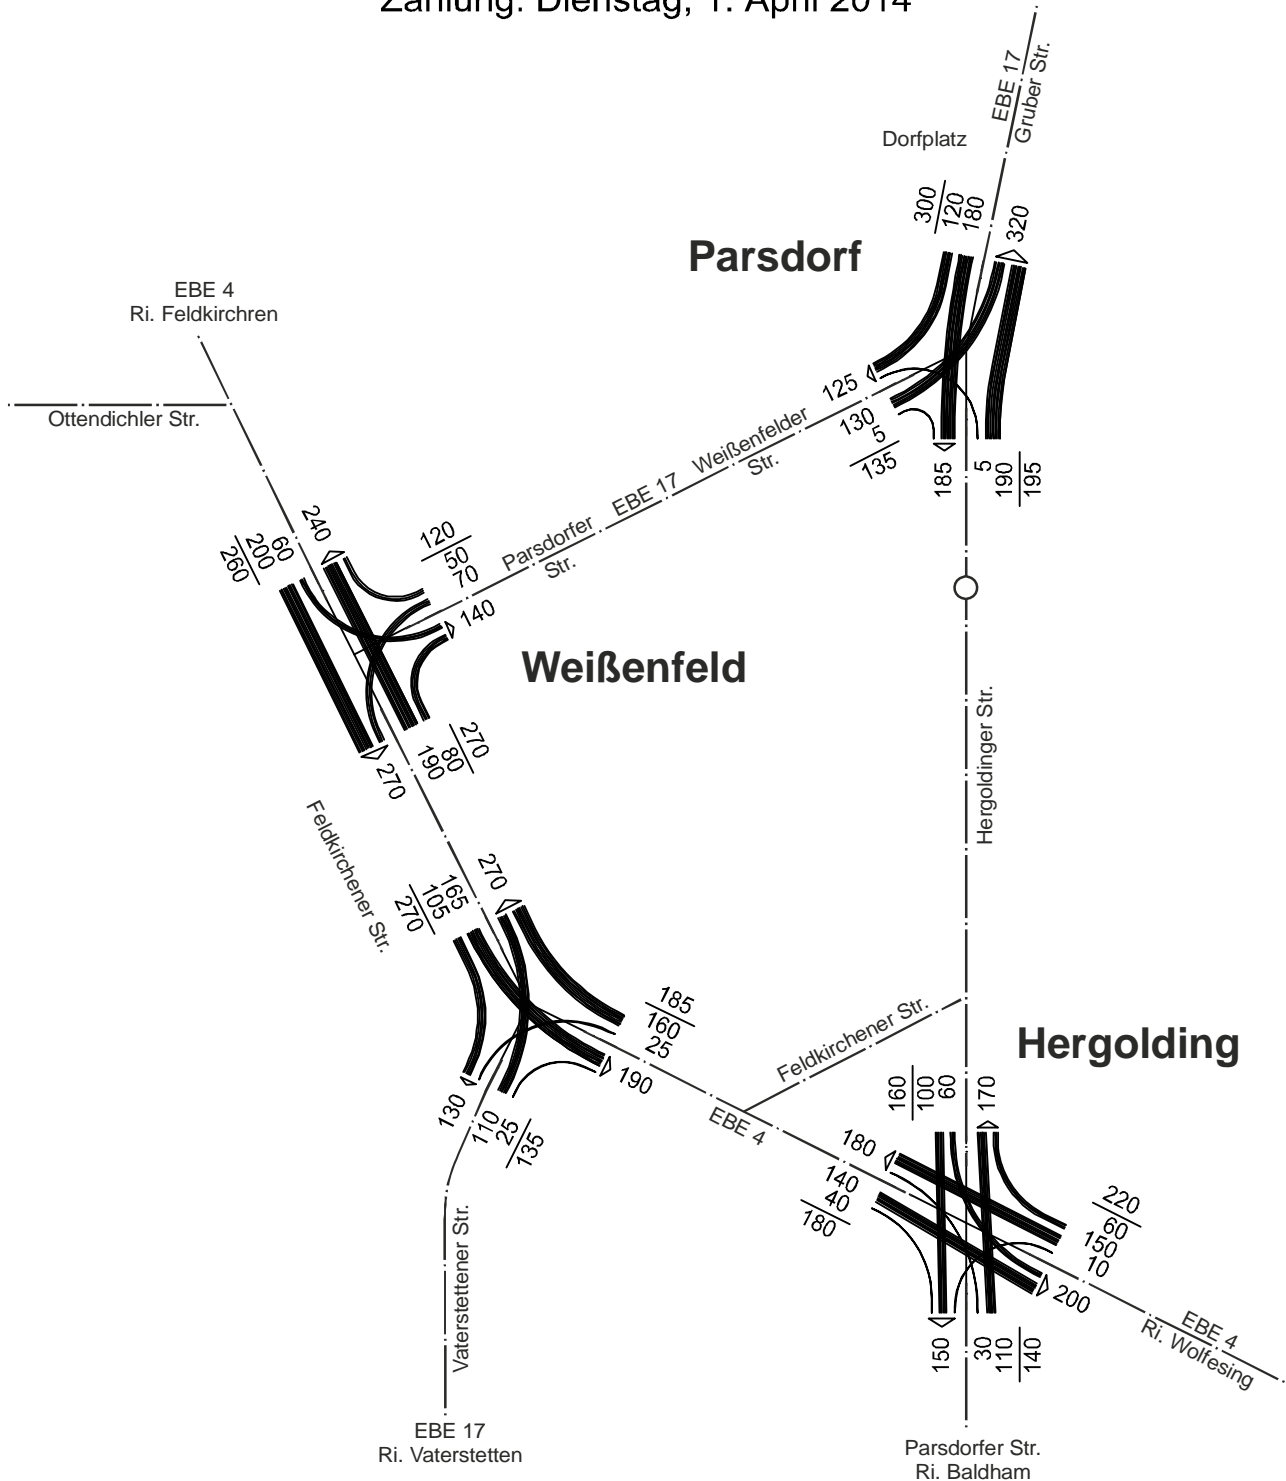 Zählung: Dienstag, 1. April 2014
EBE 17
Gruber Str.
Dorfplatz
300
120
180
320
Parsdorf
EBE 4
Ri. Feldkirchren
Ottendichler Str.
125
130
5
135
185
5
190
195
Weißenfelder
Str.
EBE 17
Parsdorfer
Str.
240
60
200
260
120
50
70
140
Weißenfeld
270
190
80
270
Hergoldinger Str.
Feldkirchener Str.
270
165
105
270
185
160
25
190
130
110
25
135
Feldkirchener Str.
Hergolding
EBE 4
160
100
60
170
180
140
40
180
220
60
150
10
200
150
30
110
140
EBE 4
Ri. Wolfesing
Vaterstettener Str.
EBE 17
Ri. Vaterstetten
Parsdorfer Str.
Ri. Baldham